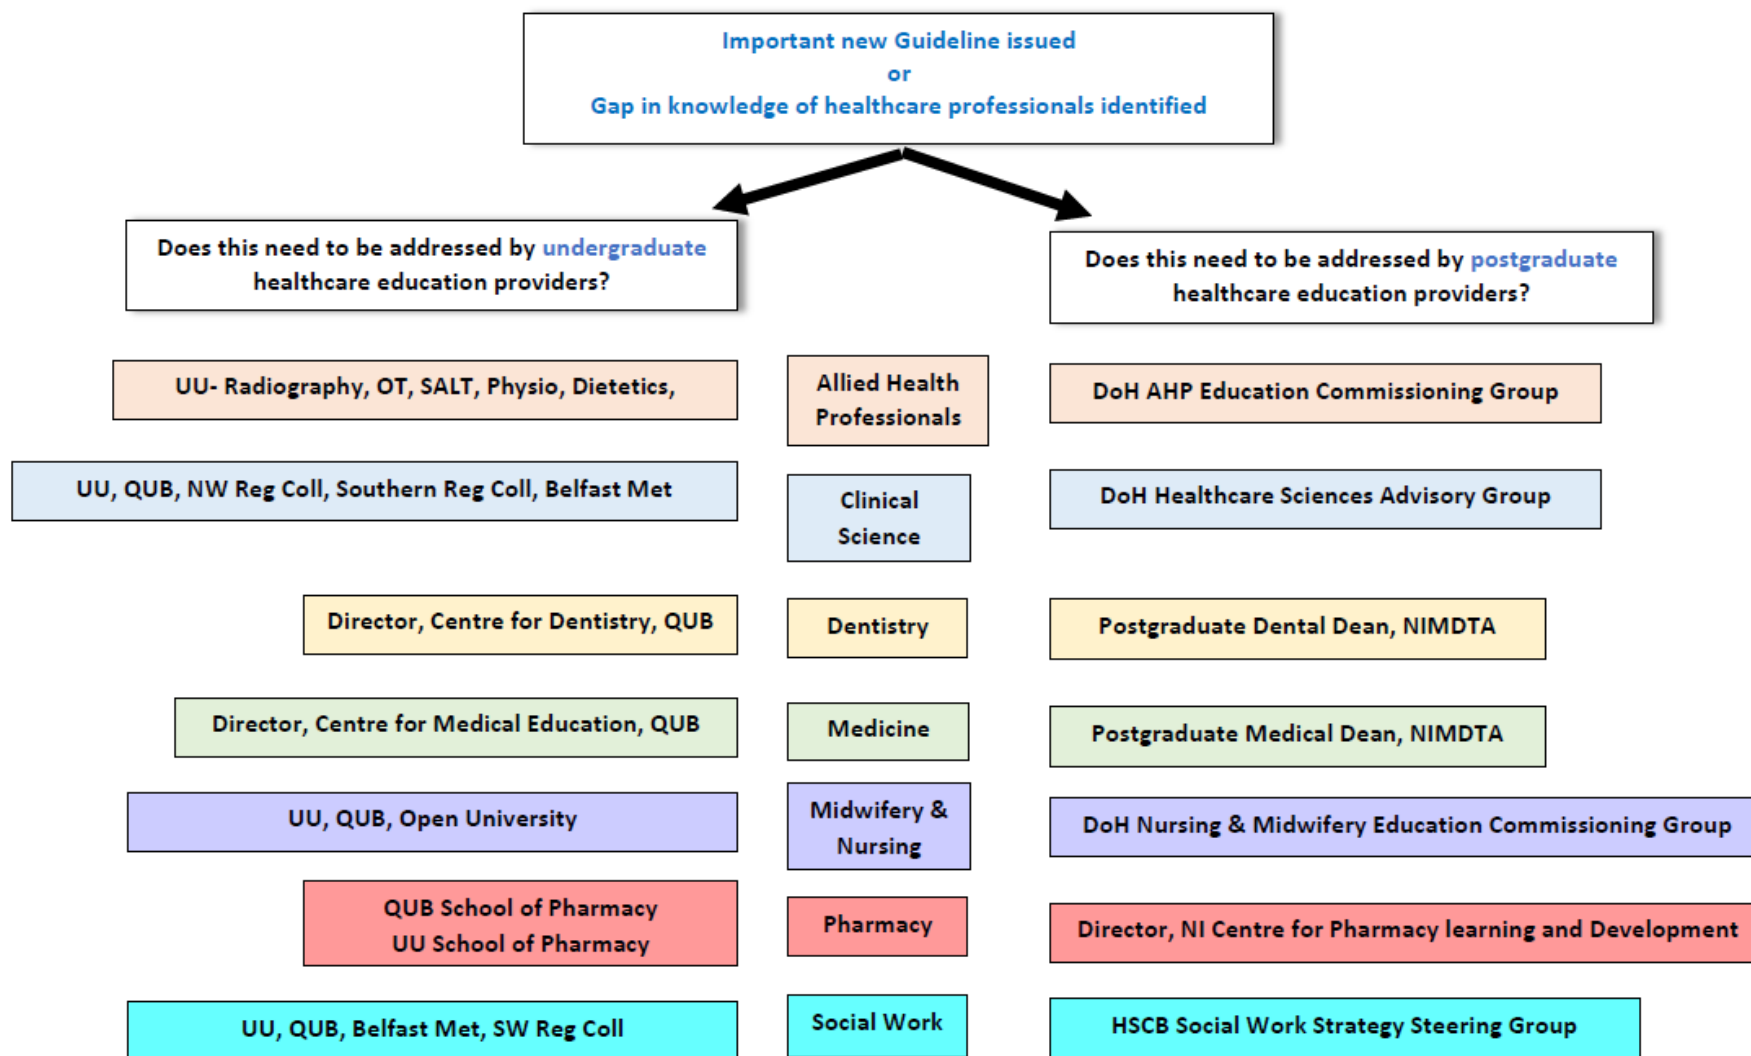 Important new Guideline issued
or
Gap in knowledge of healthcare professionals identified
Does this need to be addressed by undergraduate
healthcare education providers?
Does this need to be addressed by postgraduate
healthcare education providers?
UU- Radiography, OT, SALT, Physio, Dietetics,
Allied Health
Professionals
DoH AHP Education Commissioning Group
UU, QUB, NW Reg Coll, Southern Reg Coll, Belfast Met
Clinical
Science
DoH Healthcare Sciences Advisory Group
Director, Centre for Dentistry, QUB
Dentistry
Postgraduate Dental Dean, NIMDTA
Director, Centre for Medical Education, QUB
Medicine
Postgraduate Medical Dean, NIMDTA
UU, QUB, Open University
Midwifery &
Nursing
DoH Nursing & Midwifery Education Commissioning Group
QUB School of Pharmacy
UU School of Pharmacy
Pharmacy
Director, NI Centre for Pharmacy learning and Development
UU, QUB, Belfast Met, SW Reg Coll
Social Work
HSCB Social Work Strategy Steering Group